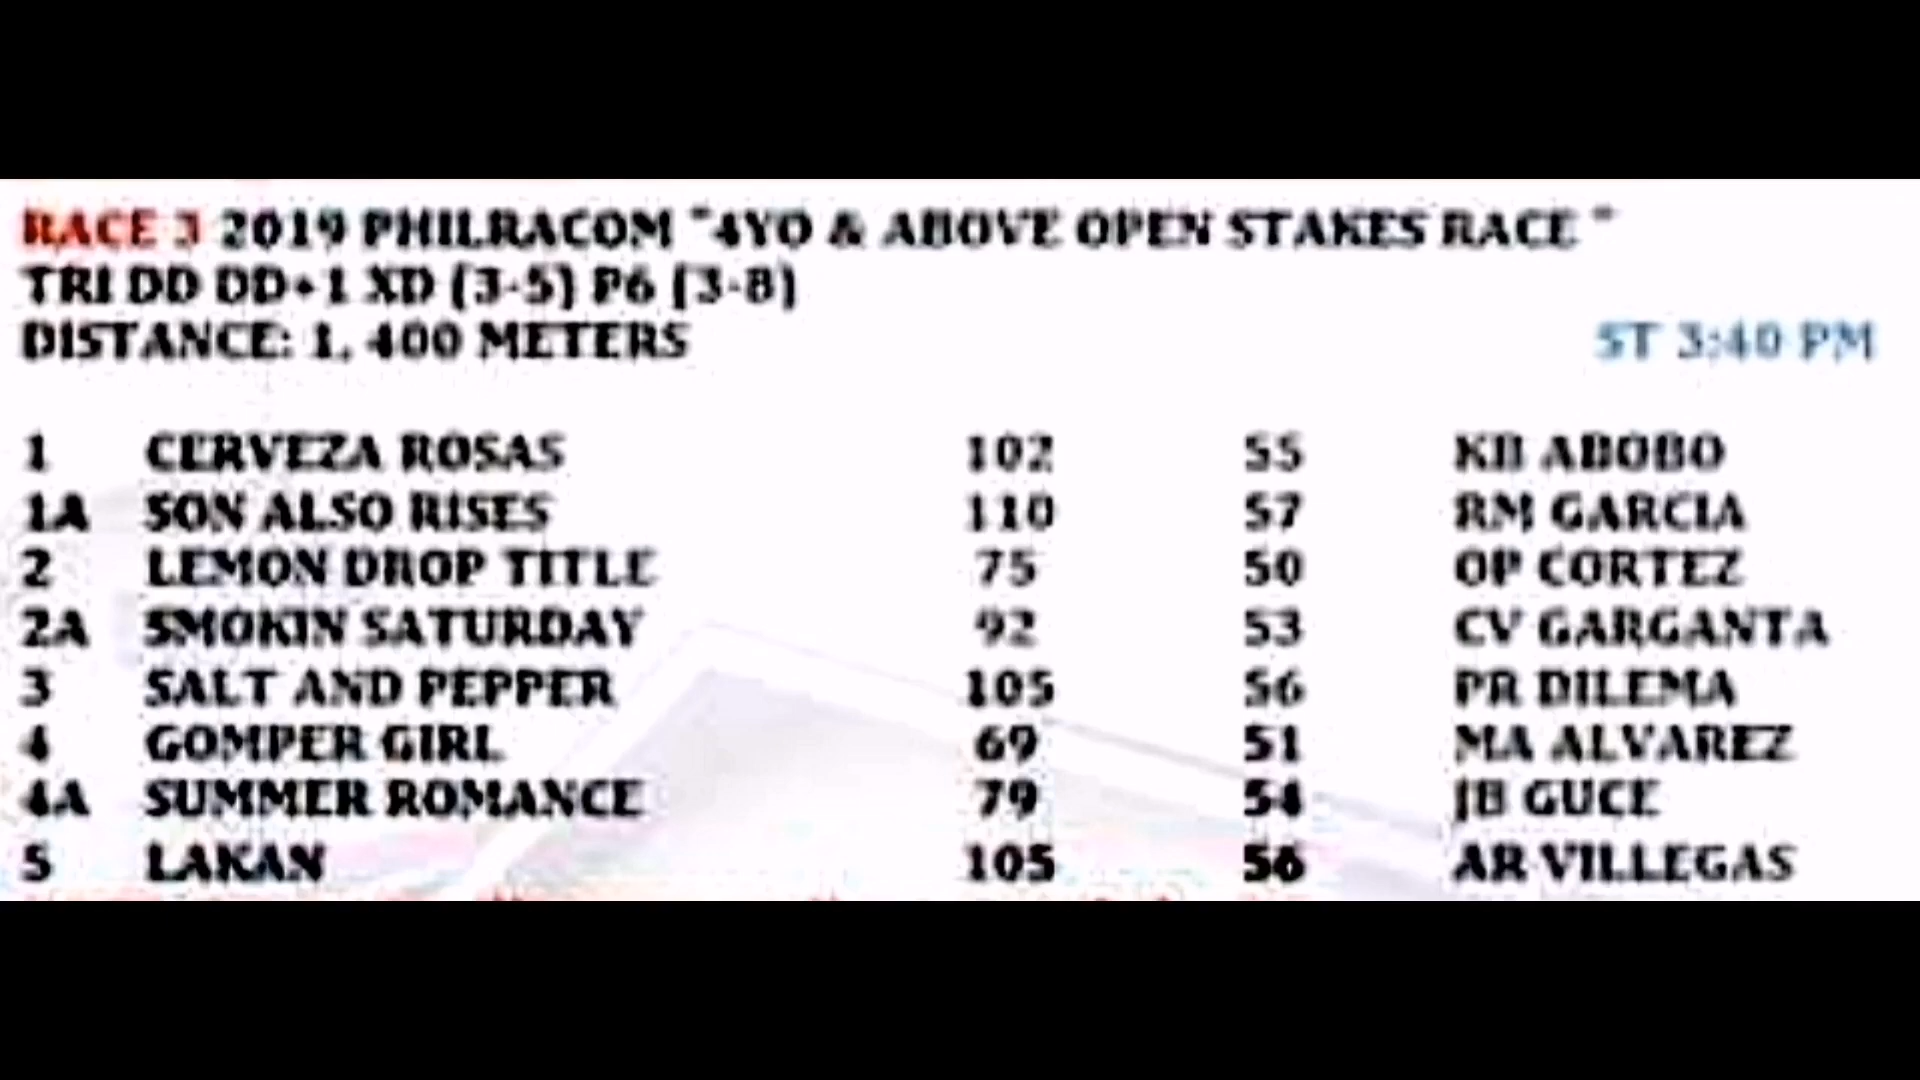 RACE 3 2019 PHILRACOM "4YO & ABOVE OPEN STAKES RACE "
TRI DD DD+1 XD (3-5) P6 (3-8)
DISTANCE: 1, 400 METERS ST 3:40 PM
1 CERVEZA ROSAS 102 55 KB ABOBO
1A SON ALSO RISES 110 57 RM GARCIA
2 LEMON DROP TITLE 75 50 OP CORTEZ
2A SMOKIN SATURDAY 92 53 CV GARGANTA
3 SALT AND PEPPER 105 56 PR DILEMA
4 GOMPER GIRL 69 51 MA ALVAREZ
4A SUMMER ROMANCE 79 54 JB GUCE
5 LAKAN 105 56 AR VILLEGAS